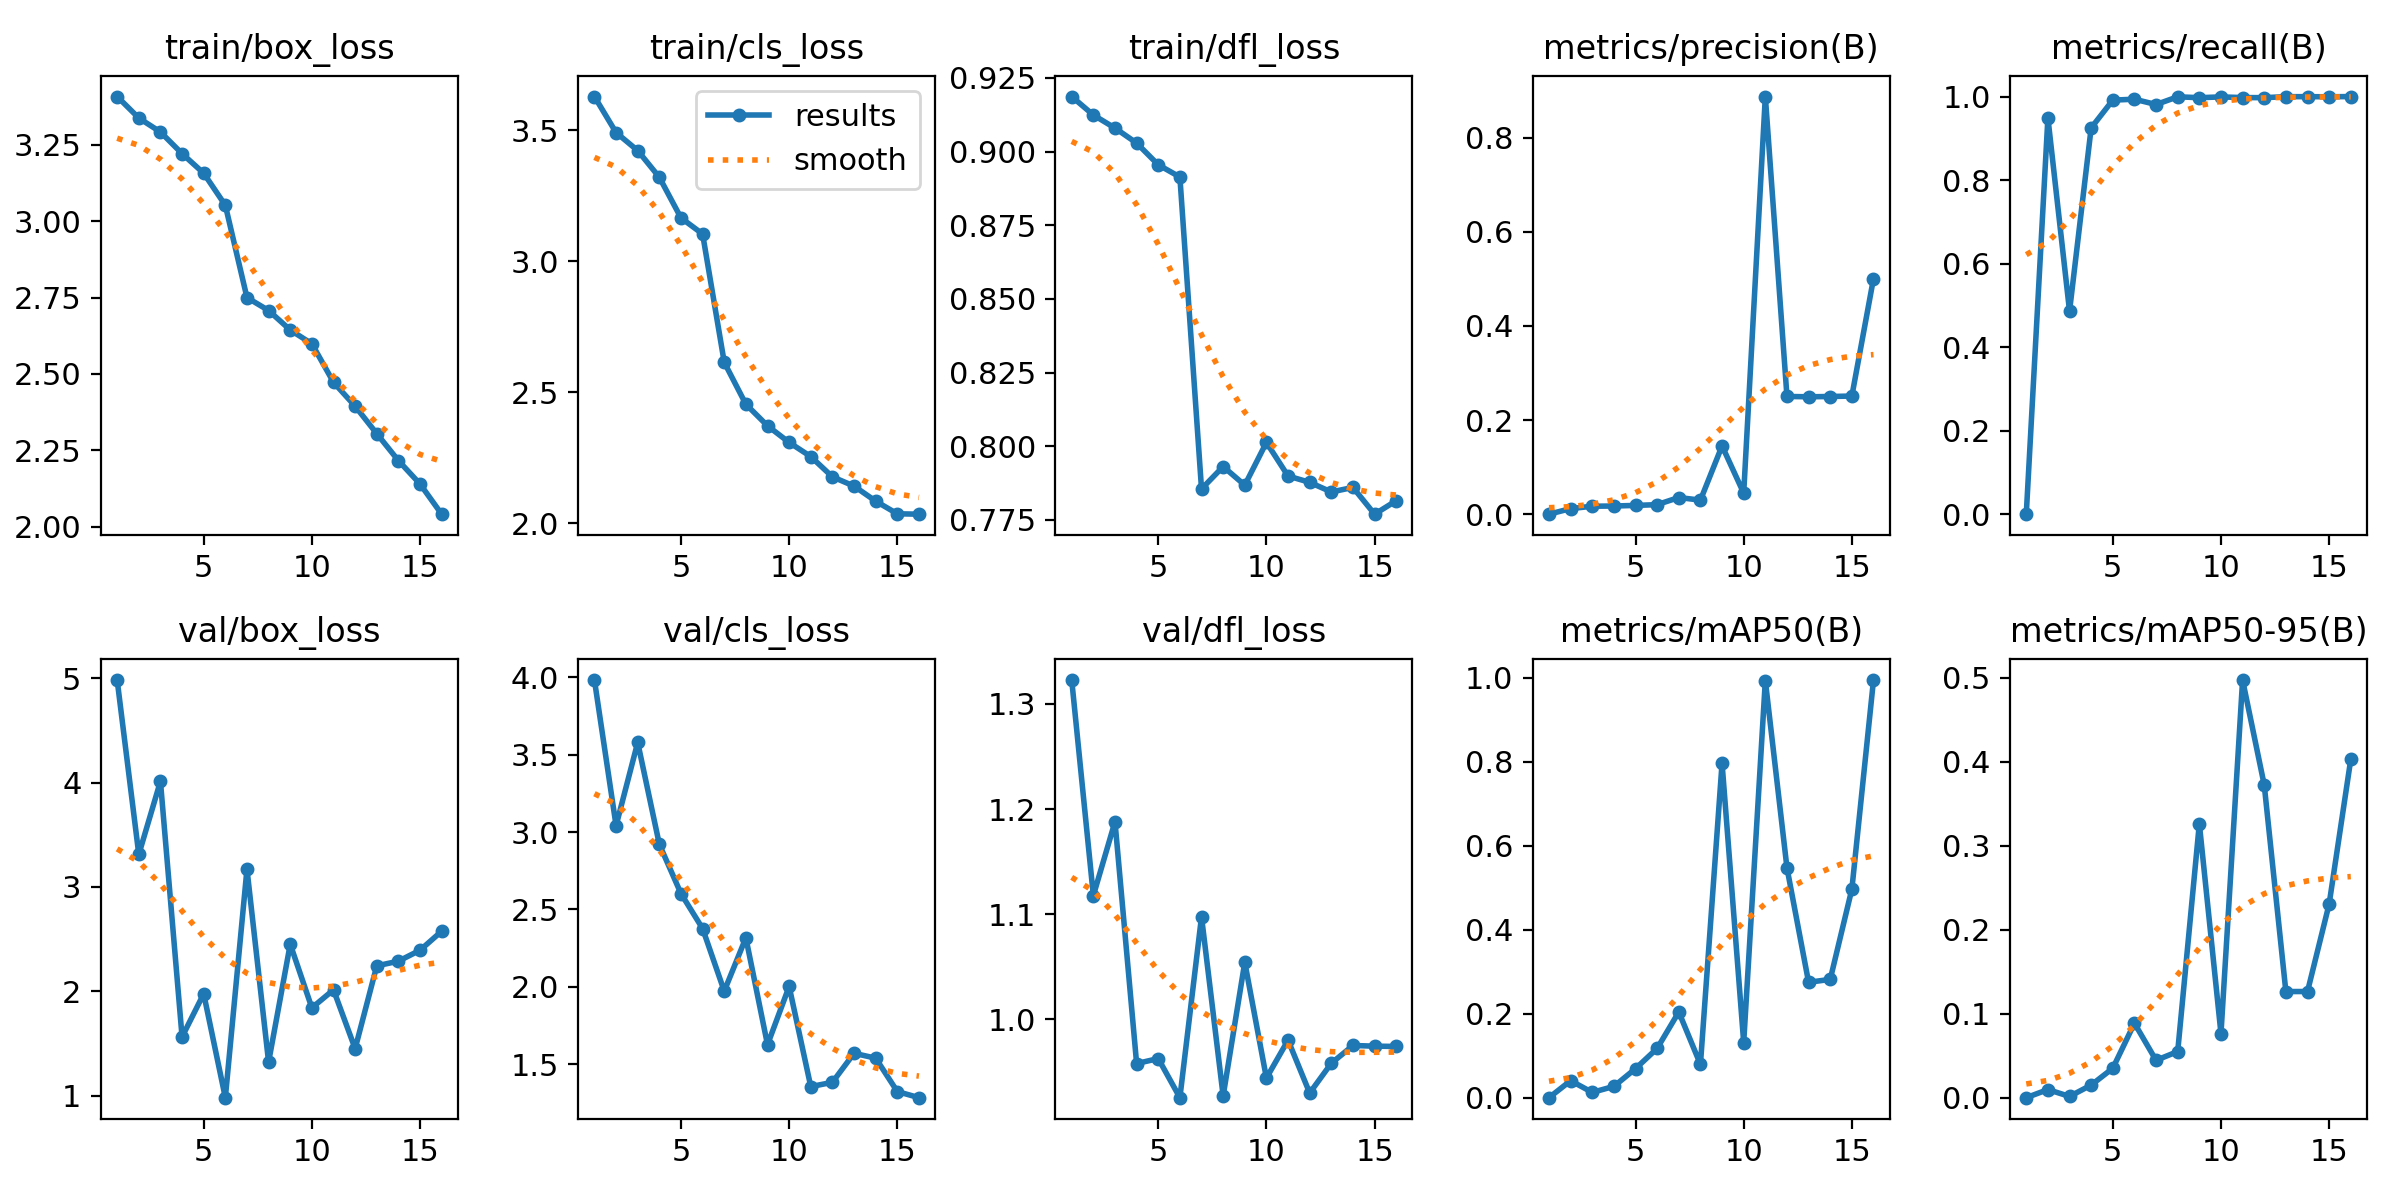 train/box_loss
train/cls_loss
train/dfl_loss
metrics/precision(B)
metrics/recall(B)
3.25
3.00
2.75
2.50
2.25
2.00
5 10 15
3.5
3.0
2.5
2.0
results
smooth
5 10 15
0.925
0.900
0.875
0.850
0.825
0.800
0.775
5 10 15
0.8
0.6
0.4
0.2
0.0
5 10 15
1.0
0.8
0.6
0.4
0.2
0.0
5 10 15
val/box_loss
val/cls_loss
val/dfl_loss
metrics/mAP50(B)
metrics/mAP50-95(B)
5
4
3
2
1
5 10 15
4.0
3.5
3.0
2.5
2.0
1.5
5 10 15
1.3
1.2
1.1
1.0
5 10 15
1.0
0.8
0.6
0.4
0.2
0.0
5 10 15
0.5
0.4
0.3
0.2
0.1
0.0
5 10 15